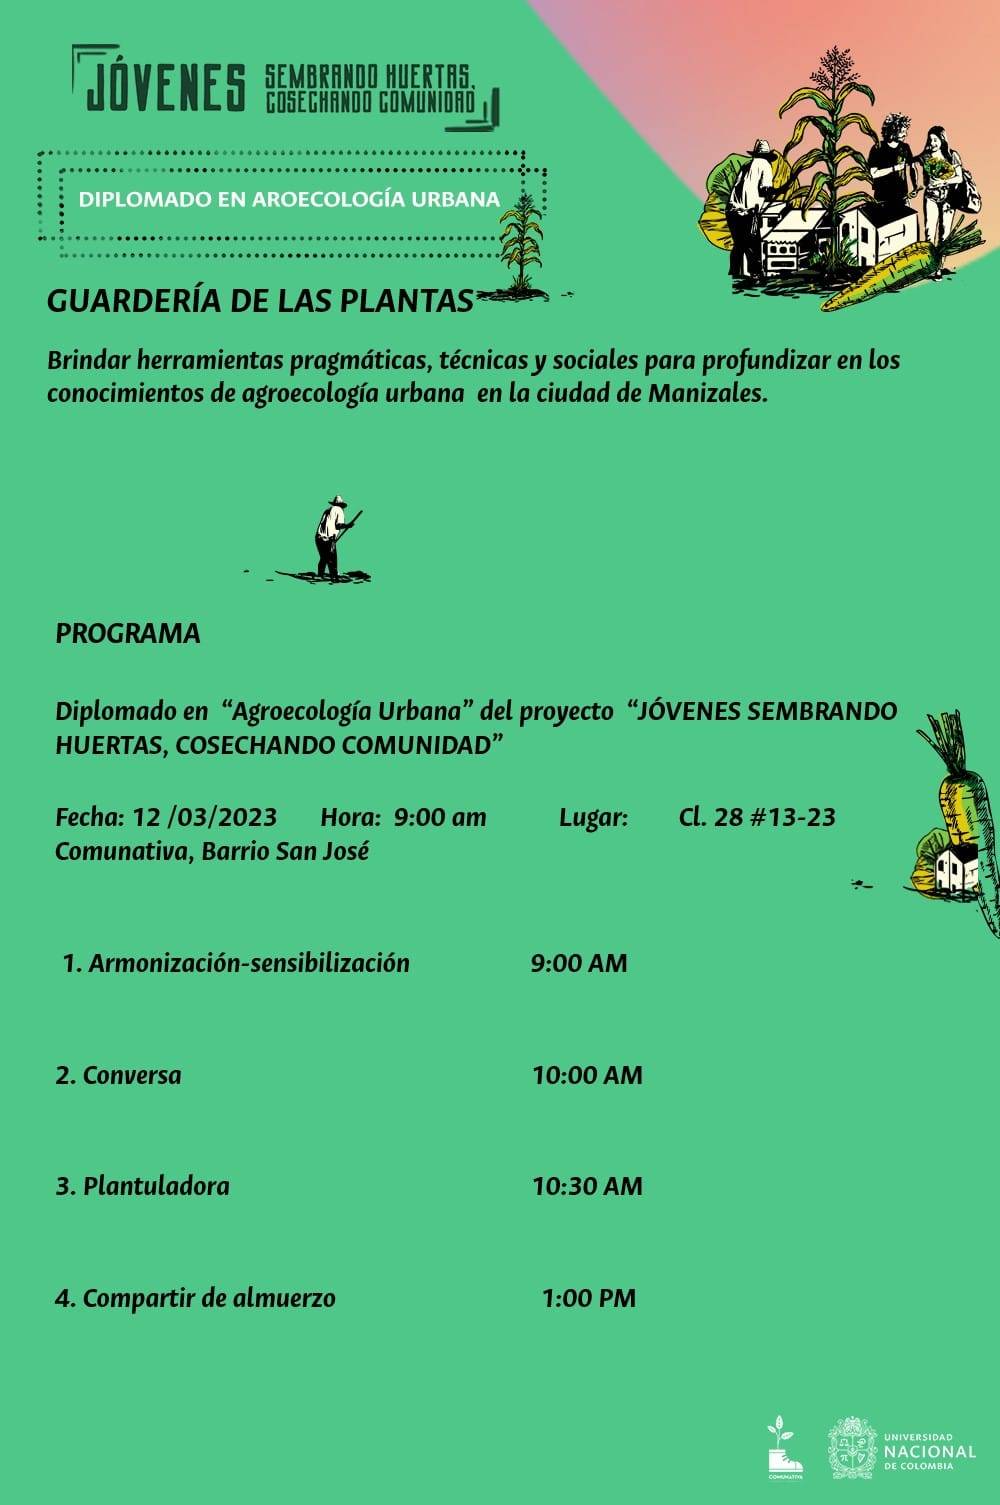 JÓVENES SEMBRANDO HUERTAS,
COSECHANDO COMUNIDAD
DIPLOMADO EN AROECOLOGÍA URBANA
GUARDERÍA DE LAS PLANTAS
Brindar herramientas pragmáticas, técnicas y sociales para profundizar en los
conocimientos de agroecología urbana en la ciudad de Manizales.
PROGRAMA
Diplomado en “Agroecología Urbana” del proyecto “JÓVENES SEMBRANDO
HUERTAS, COSECHANDO COMUNIDAD”
Fecha: 12 /03/2023 Hora: 9:00 am Lugar: Cl. 28 #13-23
Comunativa, Barrio San José
1. Armonización-sensibilización 9:00 AM
2. Conversa 10:00 AM
3. Plantuladora 10:30 AM
4. Compartir de almuerzo 1:00 PM
COMUNATIVA
UNIVERSIDAD
NACIONAL
DE COLOMBIA